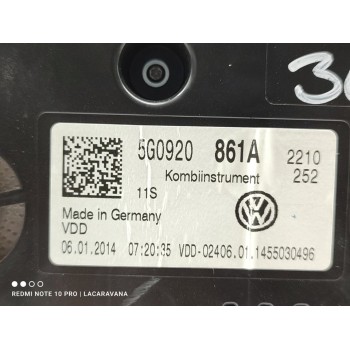 36
5G0920 861A 2210
Kombiinstrument 252
11S
Made in Germany
VDD
06.01.2014 07:20:35 VDD-02406.01.1455030496
REDMI NOTE 10 PRO | LACARAVANA